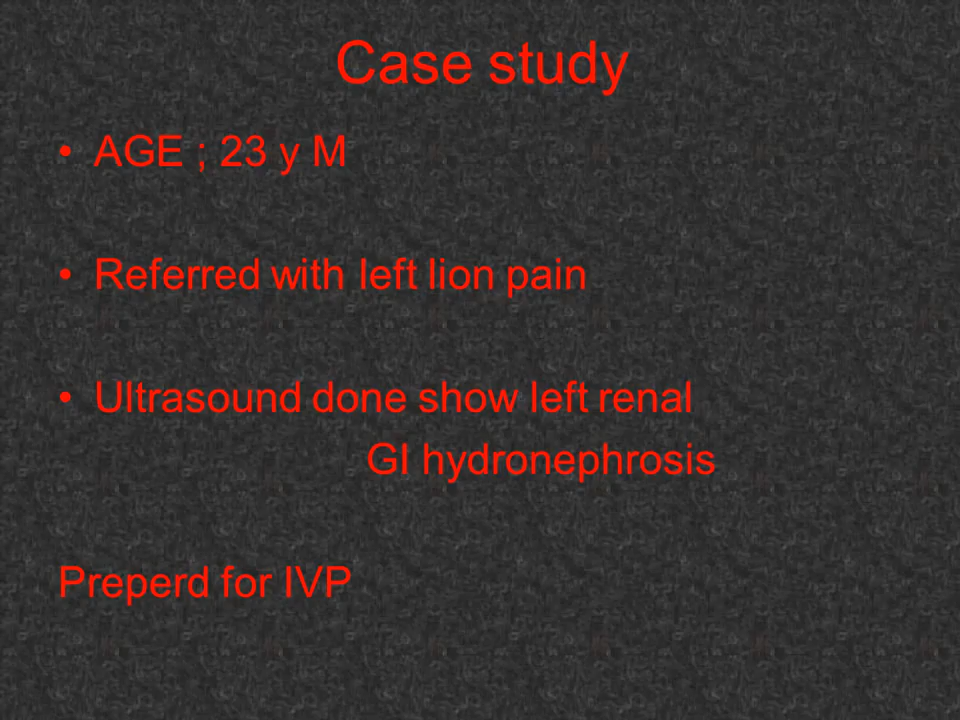 Case study
• AGE ; 23 y M
• Referred with left lion pain
• Ultrasound done show left renal
GI hydronephrosis
Preperd for IVP